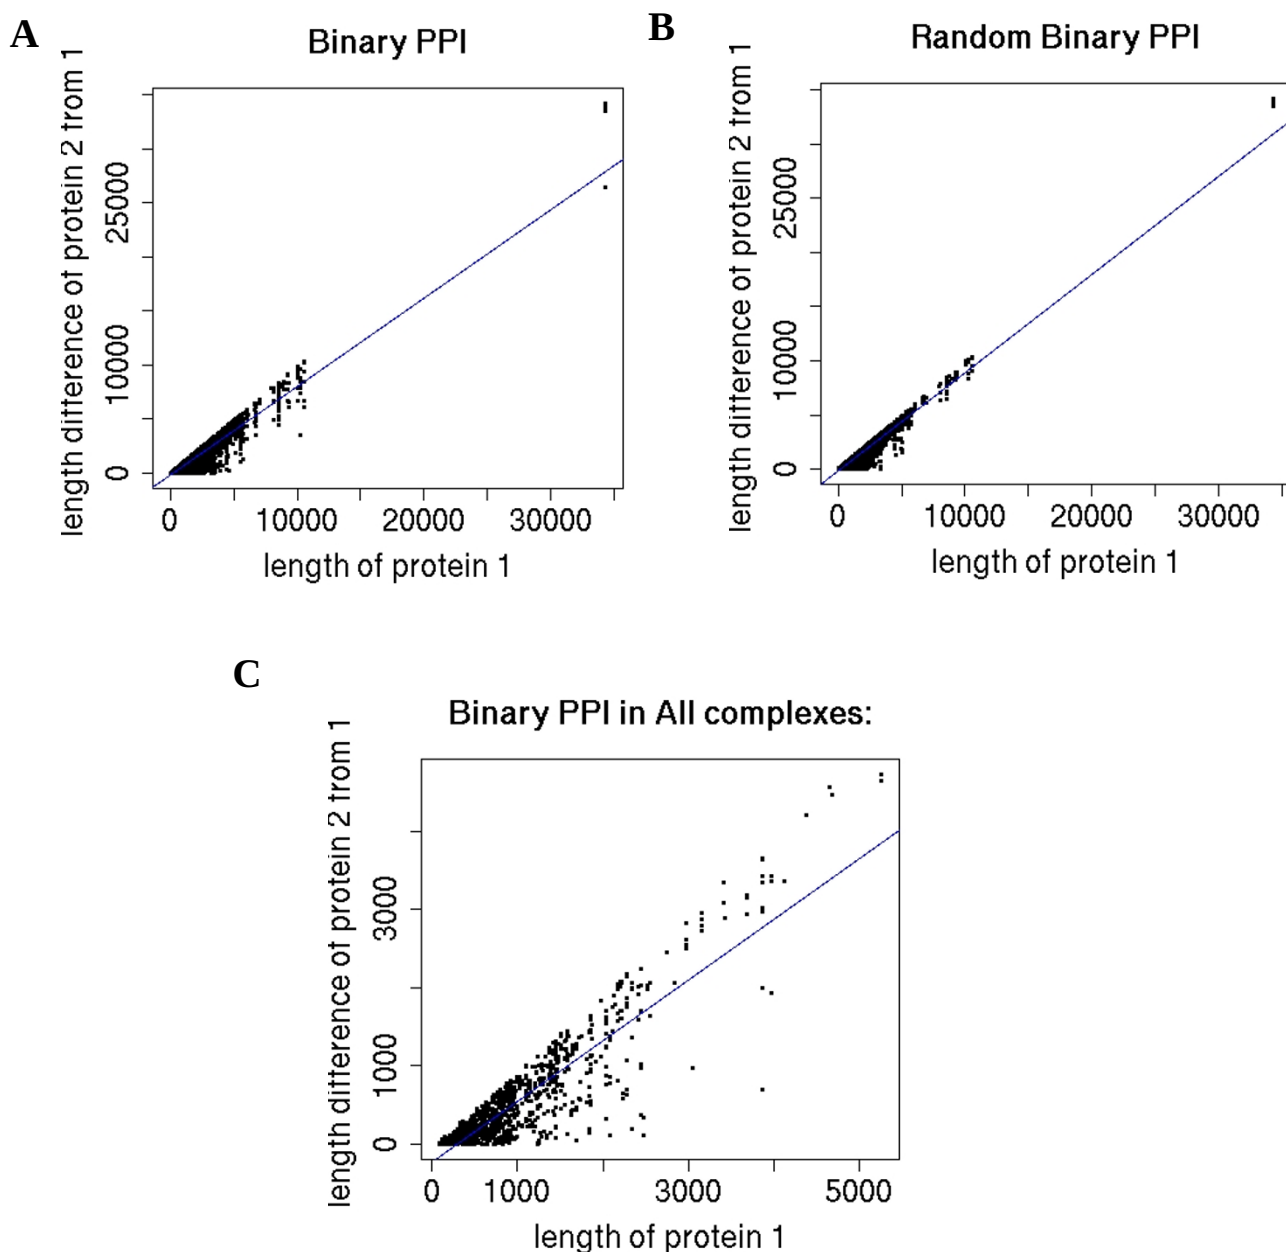 A
Binary PPI
length difference of protein 2 from 1
25000
10000
0
0 10000 20000 30000
length of protein 1
B
Random Binary PPI
length difference of protein 2 from 1
25000
10000
0
0 10000 20000 30000
length of protein 1
C
Binary PPI in All complexes:
length difference of protein 2 from 1
3000
1000
0
0 1000 3000 5000
length of protein 1